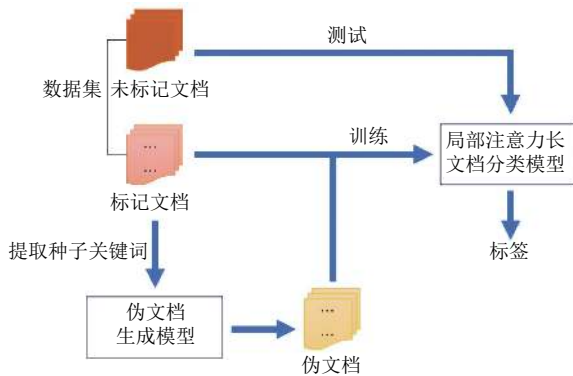 测试
数据集
未标记文档
...
...
训练
局部注意力长
文档分类模型
标记文档
提取种子关键词
标签
伪文档
生成模型
...
...
伪文档